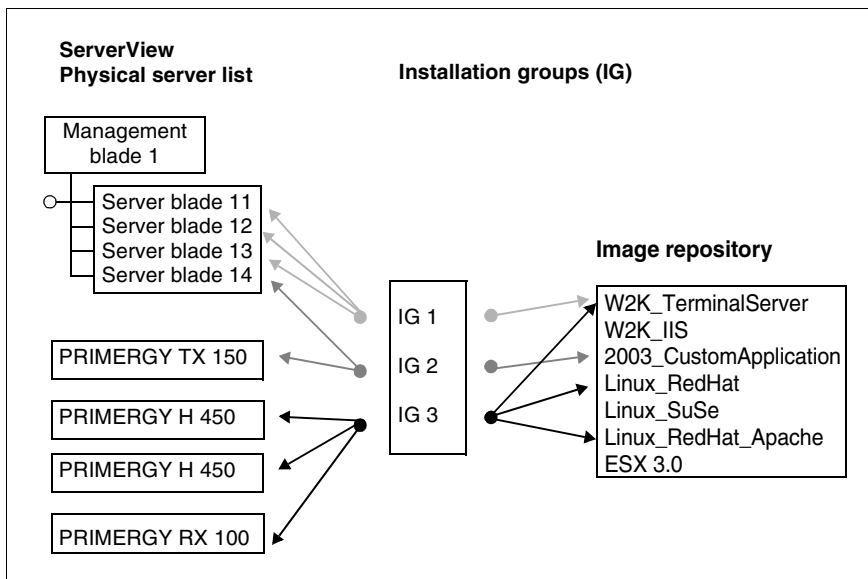 ServerView
Physical server list
Installation groups (IG)
Management
blade 1
Server blade 11
Server blade 12
Server blade 13
Server blade 14
PRIMERGY TX 150
PRIMERGY H 450
PRIMERGY H 450
PRIMERGY RX 100
IG 1
IG 2
IG 3
Image repository
W2K_TerminalServer
W2K_IIS
2003_CustomApplication
Linux_RedHat
Linux_SuSe
Linux_RedHat_Apache
ESX 3.0